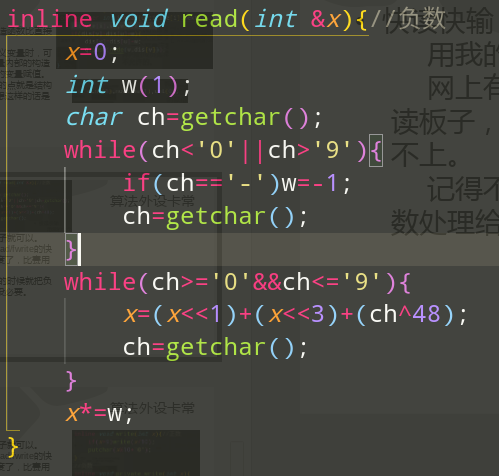 inline void read(int &x){//负数
x=0;
int w(1);
char ch=getchar();
while(ch<'0'||ch>'9'){
if(ch=='-')w=-1;
ch=getchar();
}
while(ch>='0'&&ch<='9'){
x=(x<<1)+(x<<3)+(ch^48);
ch=getchar();
}
x*=w;
}
用我的
网上有
读板子，
不上。
记得不
数处理给
算法外设卡常
算法外设卡常